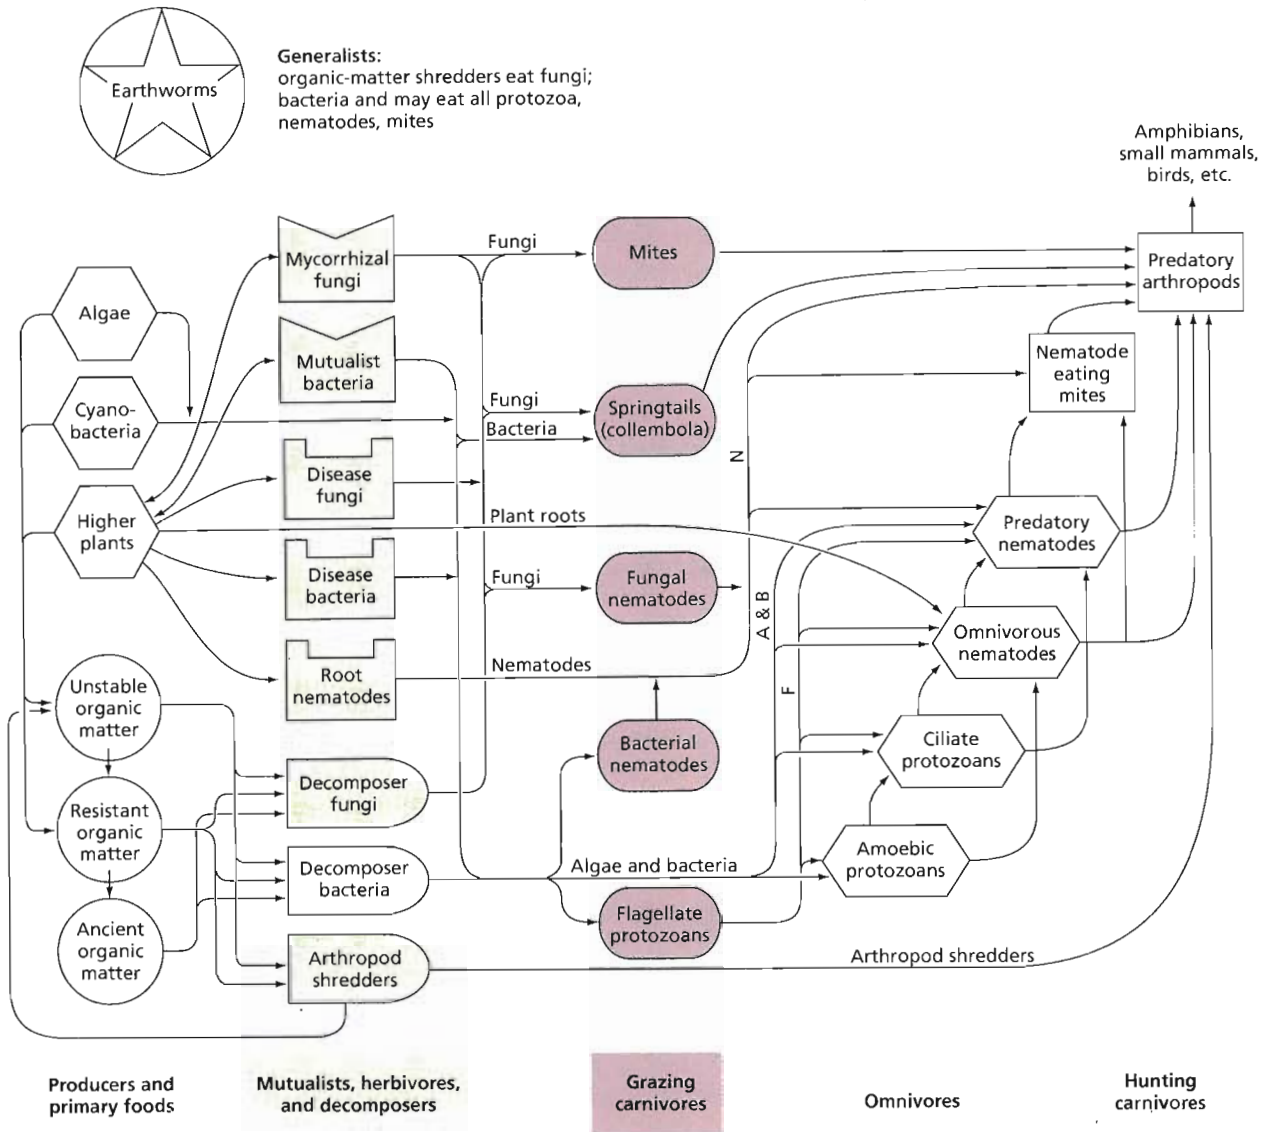 Earthworms
Generalists:
organic-matter shredders eat fungi;
bacteria and may eat all protozoa,
nematodes, mites
Amphibians,
small mammals,
birds, etc.
Mycorrhizal
fungi
Fungi
Mites
Predatory
arthropods
Algae
Mutualist
bacteria
Nematode
eating
mites
Cyano-
bacteria
Fungi
Bacteria
Springtails
(collembola)
N
Disease
fungi
Higher
plants
Plant roots
Predatory
nematodes
Disease
bacteria
Fungi
Fungal
nematodes
A & B
Omnivorous
nematodes
Root
nematodes
Nematodes
F
Unstable
organic
matter
Bacterial
nematodes
Ciliate
protozoans
Decomposer
fungi
Resistant
organic
matter
Amoebic
protozoans
Decomposer
bacteria
Algae and bacteria
Ancient
organic
matter
Flagellate
protozoans
Arthropod
shredders
Arthropod shredders
Producers and
primary foods
Mutualists, herbivores,
and decomposers
Grazing
carnivores
Omnivores
Hunting
carnivores